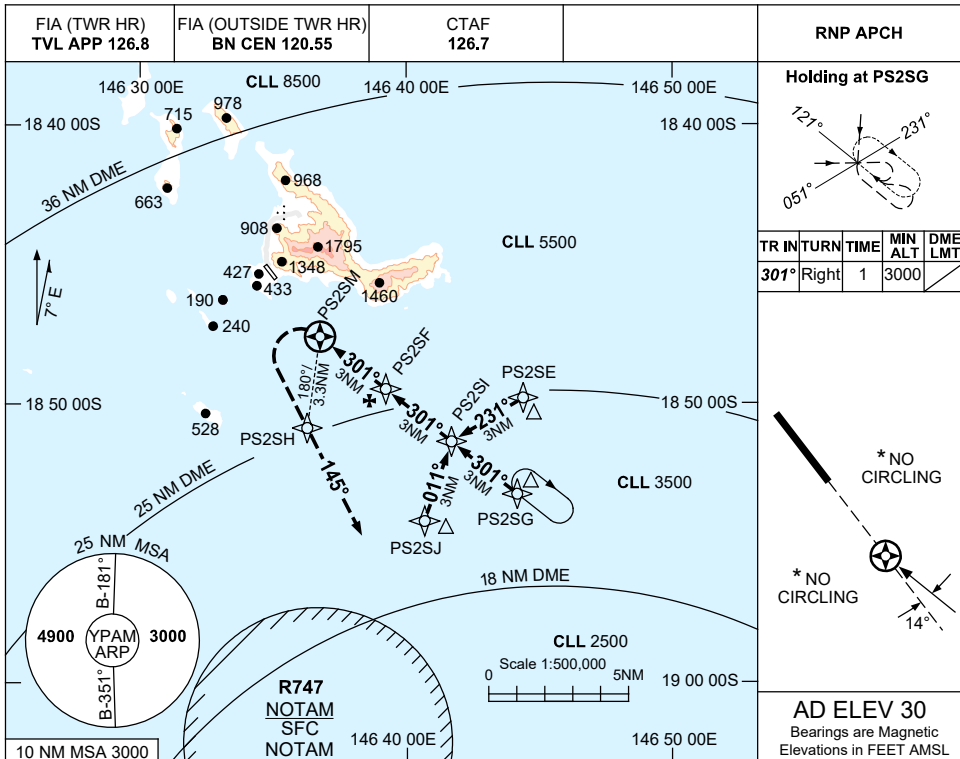 FIA (TWR HR)
TVL APP 126.8
FIA (OUTSIDE TWR HR)
BN CEN 120.55
CTAF
126.7
RNP APCH
146 30 00E
146 40 00E
146 50 00E
CLL 8500
18 40 00S
18 40 00S
715
978
663
36 NM DME
968
908
1795
1348
427
433
1460
190
240
528
CLL 5500
7° E
PS2SM
PS2SF
PS2SI
PS2SE
PS2SH
PS2SG
PS2SJ
301°
3NM
301°
231°
3NM
301°
3NM
011°
3NM
180°/
3.3NM
145°
18 50 00S
18 50 00S
CLL 3500
25 NM DME
18 NM DME
25 NM MSA
B-181°
4900
YPAM
ARP
3000
B-351°
10 NM MSA 3000
R747
NOTAM
SFC
NOTAM
CLL 2500
Scale 1:500,000
0
5NM
19 00 00S
146 40 00E
146 50 00E
Holding at PS2SG
121°
231°
051°
TR IN
TURN
TIME
MIN
ALT
DME
LMT
301°
Right
1
3000
* NO
CIRCLING
* NO
CIRCLING
14°
AD ELEV 30
Bearings are Magnetic
Elevations in FEET AMSL